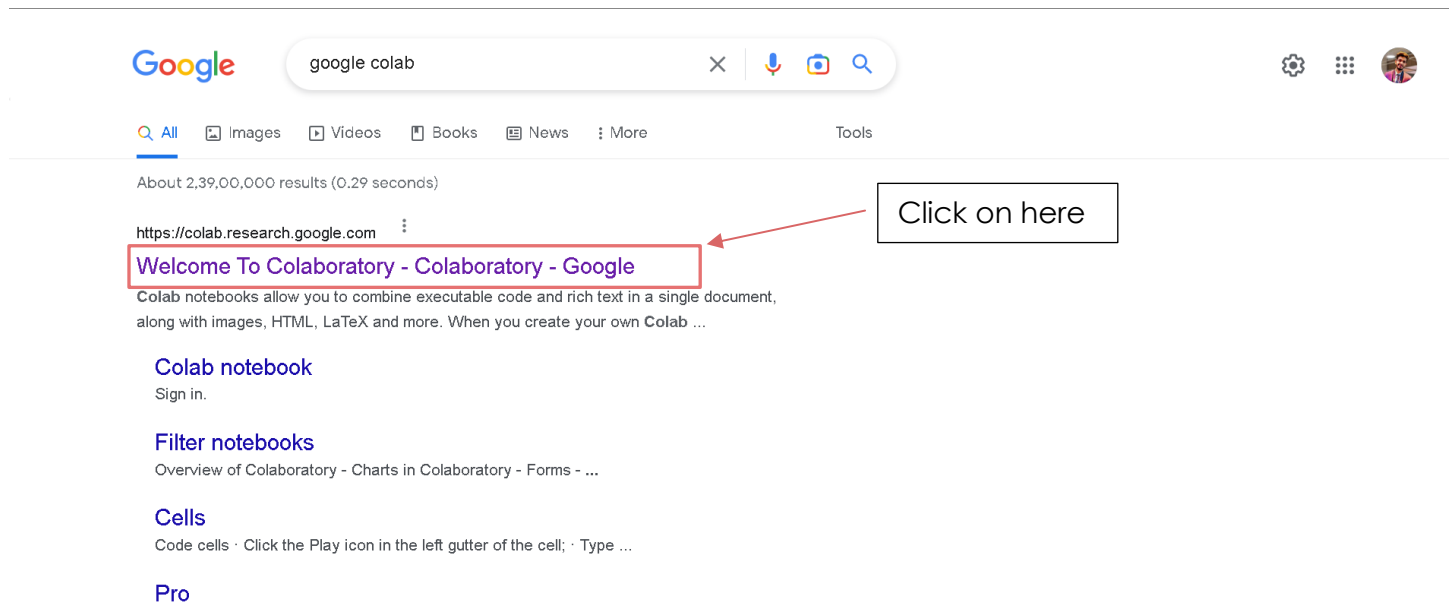 Google
google colab
All Images Videos Books News More Tools
About 2,39,00,000 results (0.29 seconds)
Click on here
https://colab.research.google.com
Welcome To Colaboratory - Colaboratory - Google
Colab notebooks allow you to combine executable code and rich text in a single document,
along with images, HTML, LaTeX and more. When you create your own Colab ...
Colab notebook
Sign in.
Filter notebooks
Overview of Colaboratory - Charts in Colaboratory - Forms - ...
Cells
Code cells · Click the Play icon in the left gutter of the cell; · Type ...
Pro